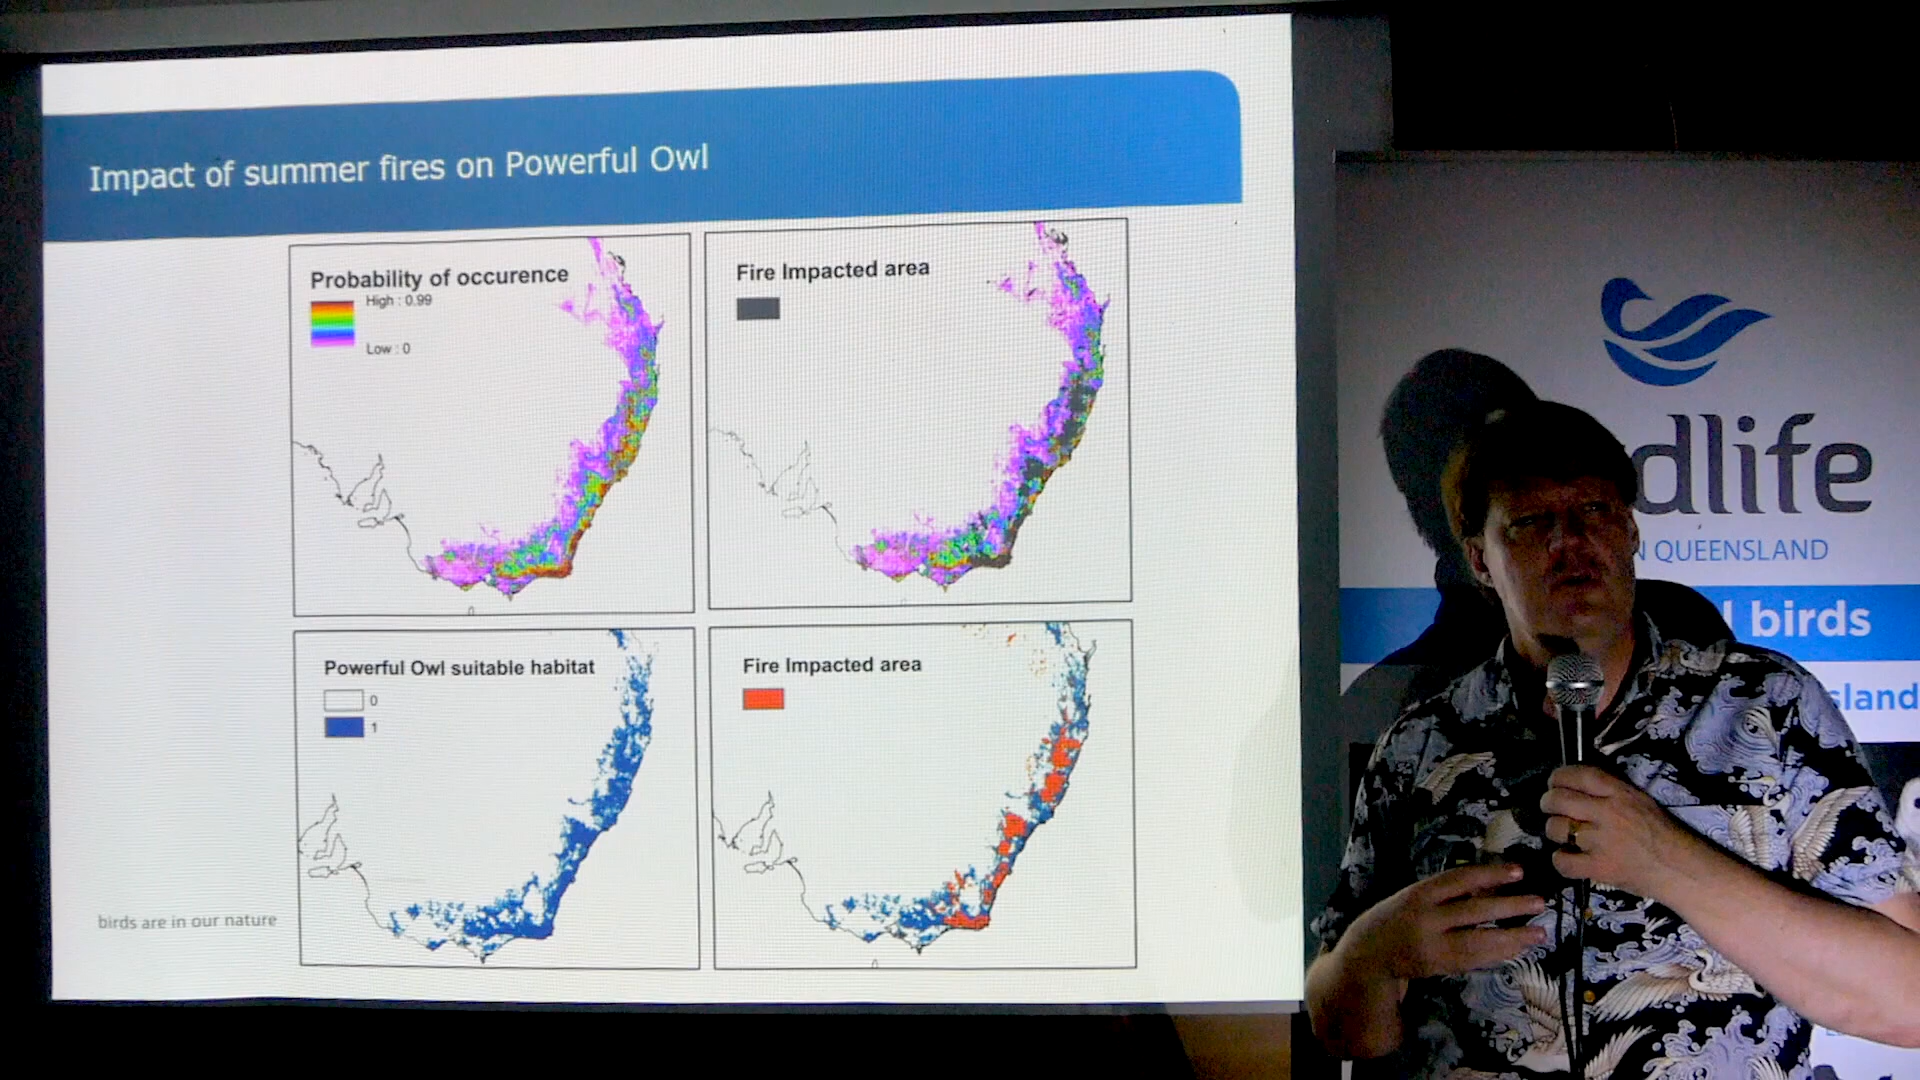 Impact of summer fires on Powerful Owl
Probability of occurence
High : 0.99
Low : 0
Fire Impacted area
Powerful Owl suitable habitat
0
1
Fire Impacted area
birds are in our nature
dlife
N QUEENSLAND
birds
sland